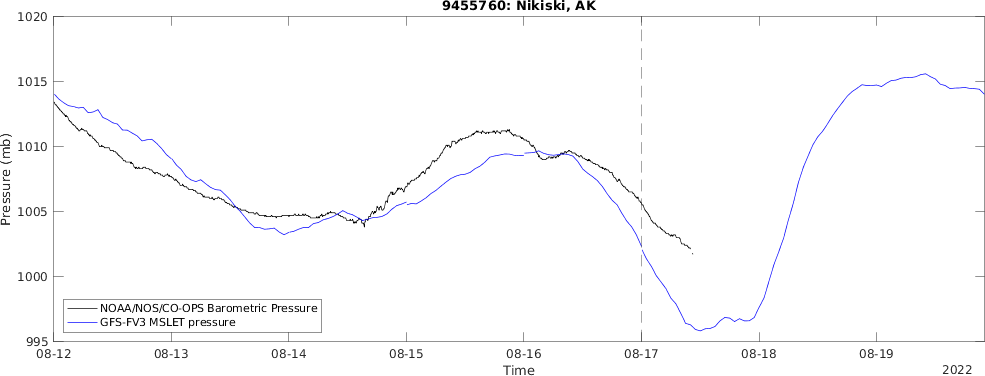 9455760: Nikiski, AK
Pressure (mb)
1020
1015
1010
1005
1000
995
NOAA/NOS/CO-OPS Barometric Pressure
GFS-FV3 MSLET pressure
08-12 08-13 08-14 08-15 08-16 08-17 08-18 08-19
Time
2022